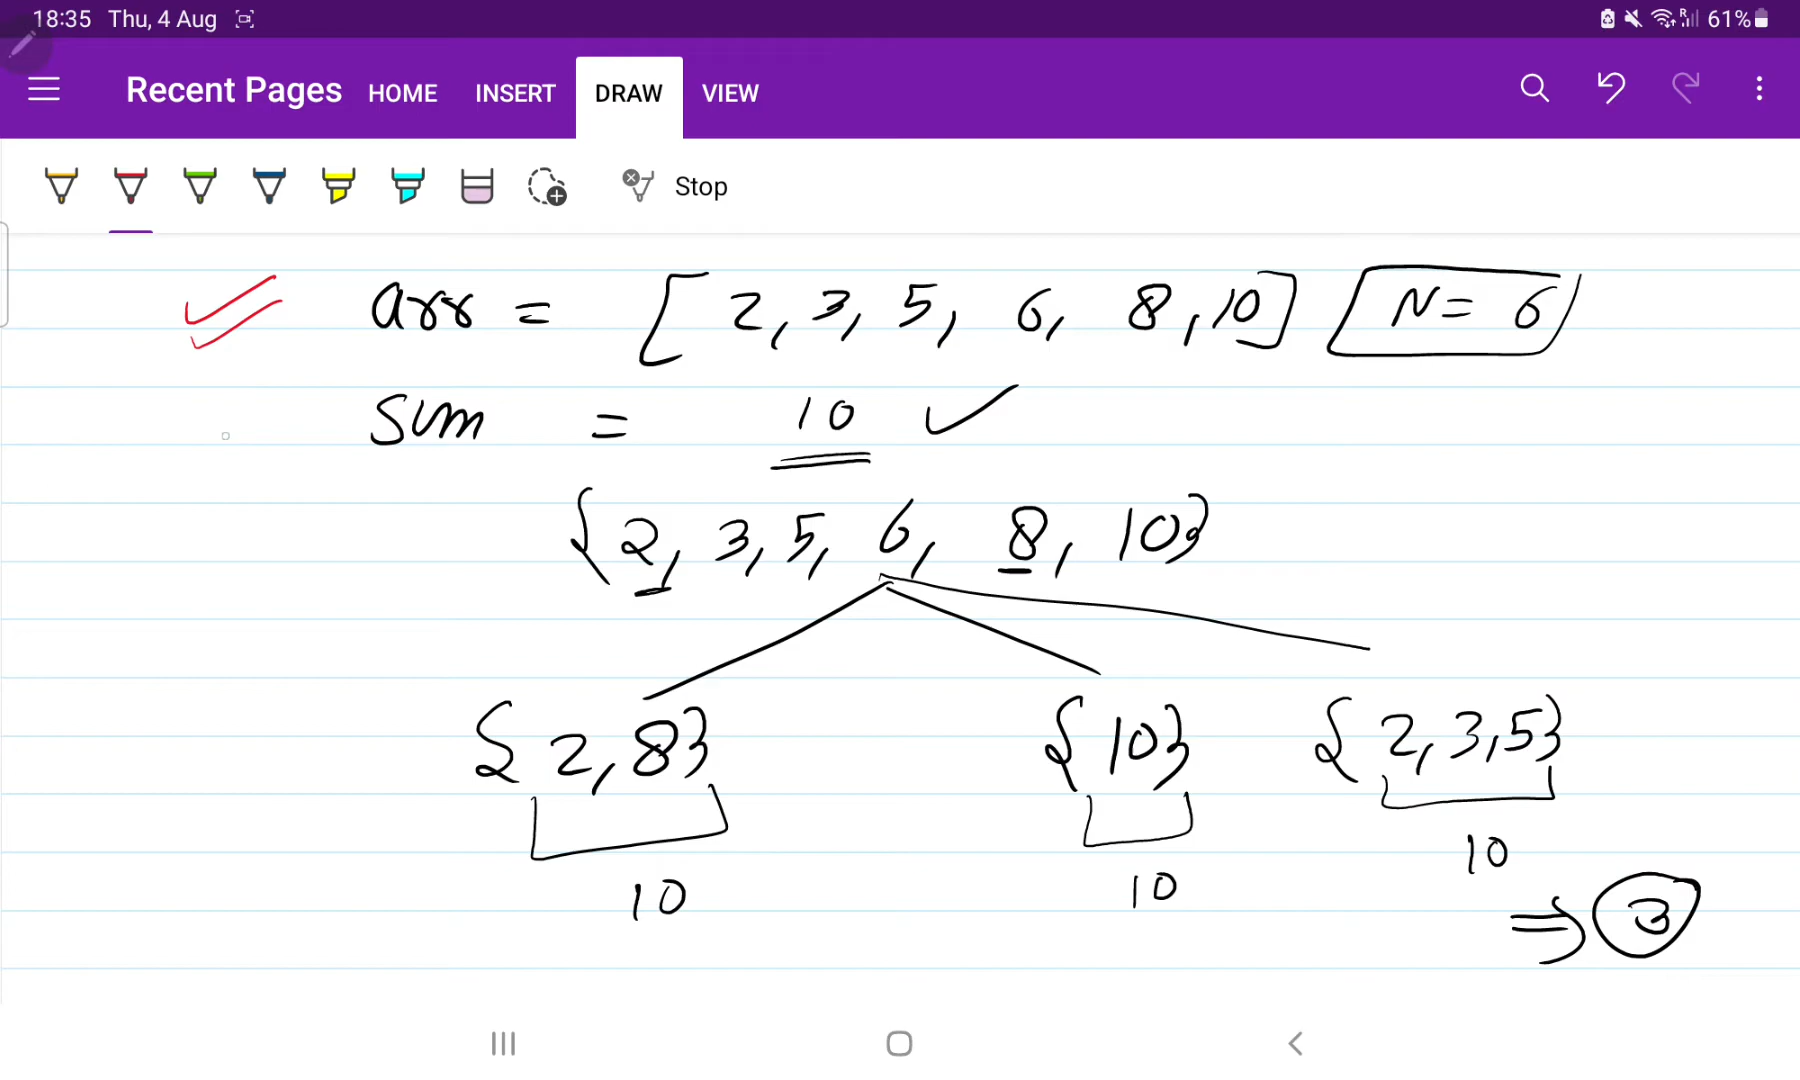 18:35 Thu, 4 Aug 61%
Recent Pages HOME INSERT DRAW VIEW
Stop
arr = [2, 3, 5, 6, 8, 10] N = 6
Sum = 10
{2, 3, 5, 6, 8, 10}
{2, 8} {10} {2, 3, 5}
10 10 10
⇒ 3